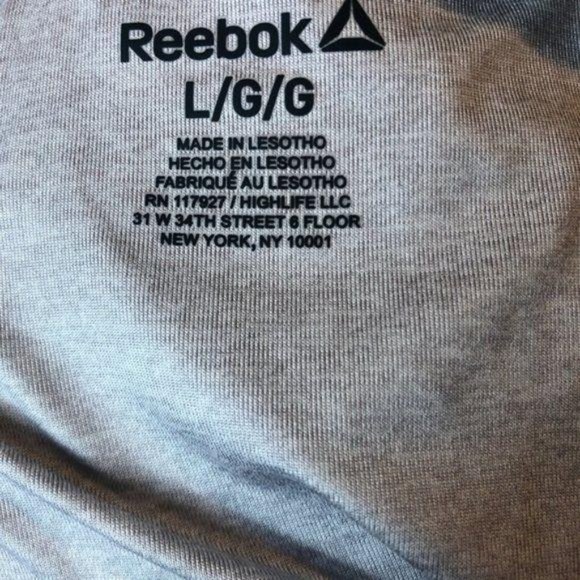 Reebok
L/G/G
MADE IN LESOTHO
HECHO EN LESOTHO
FABRIQUÉ AU LESOTHO
RN 117927 / HIGHLIFE LLC
31 W 34TH STREET 6 FLOOR
NEW YORK, NY 10001